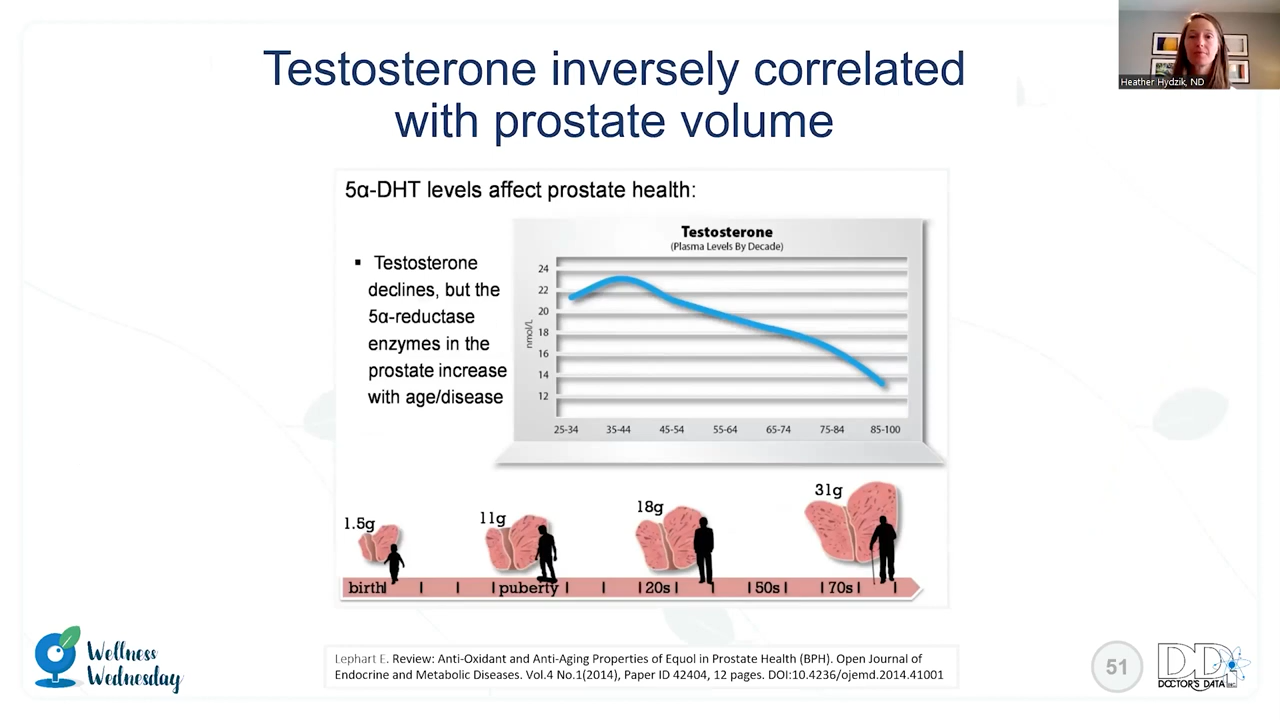 Testosterone inversely correlated
with prostate volume
Heather Hydzik, ND
5α-DHT levels affect prostate health:
▪ Testosterone
declines, but the
5α-reductase
enzymes in the
prostate increase
with age/disease
Testosterone
(Plasma Levels By Decade)
nmol/L
24
22
20
18
16
14
12
25-34 35-44 45-54 55-64 65-74 75-84 85-100
1.5g 11g 18g 31g
birth puberty 20s 50s 70s
Wellness
Wednesday
Lephart E. Review: Anti-Oxidant and Anti-Aging Properties of Equol in Prostate Health (BPH). Open Journal of
Endocrine and Metabolic Diseases. Vol.4 No.1(2014), Paper ID 42404, 12 pages. DOI:10.4236/ojemd.2014.41001
51
DDI
DOCTOR'S DATA INC.